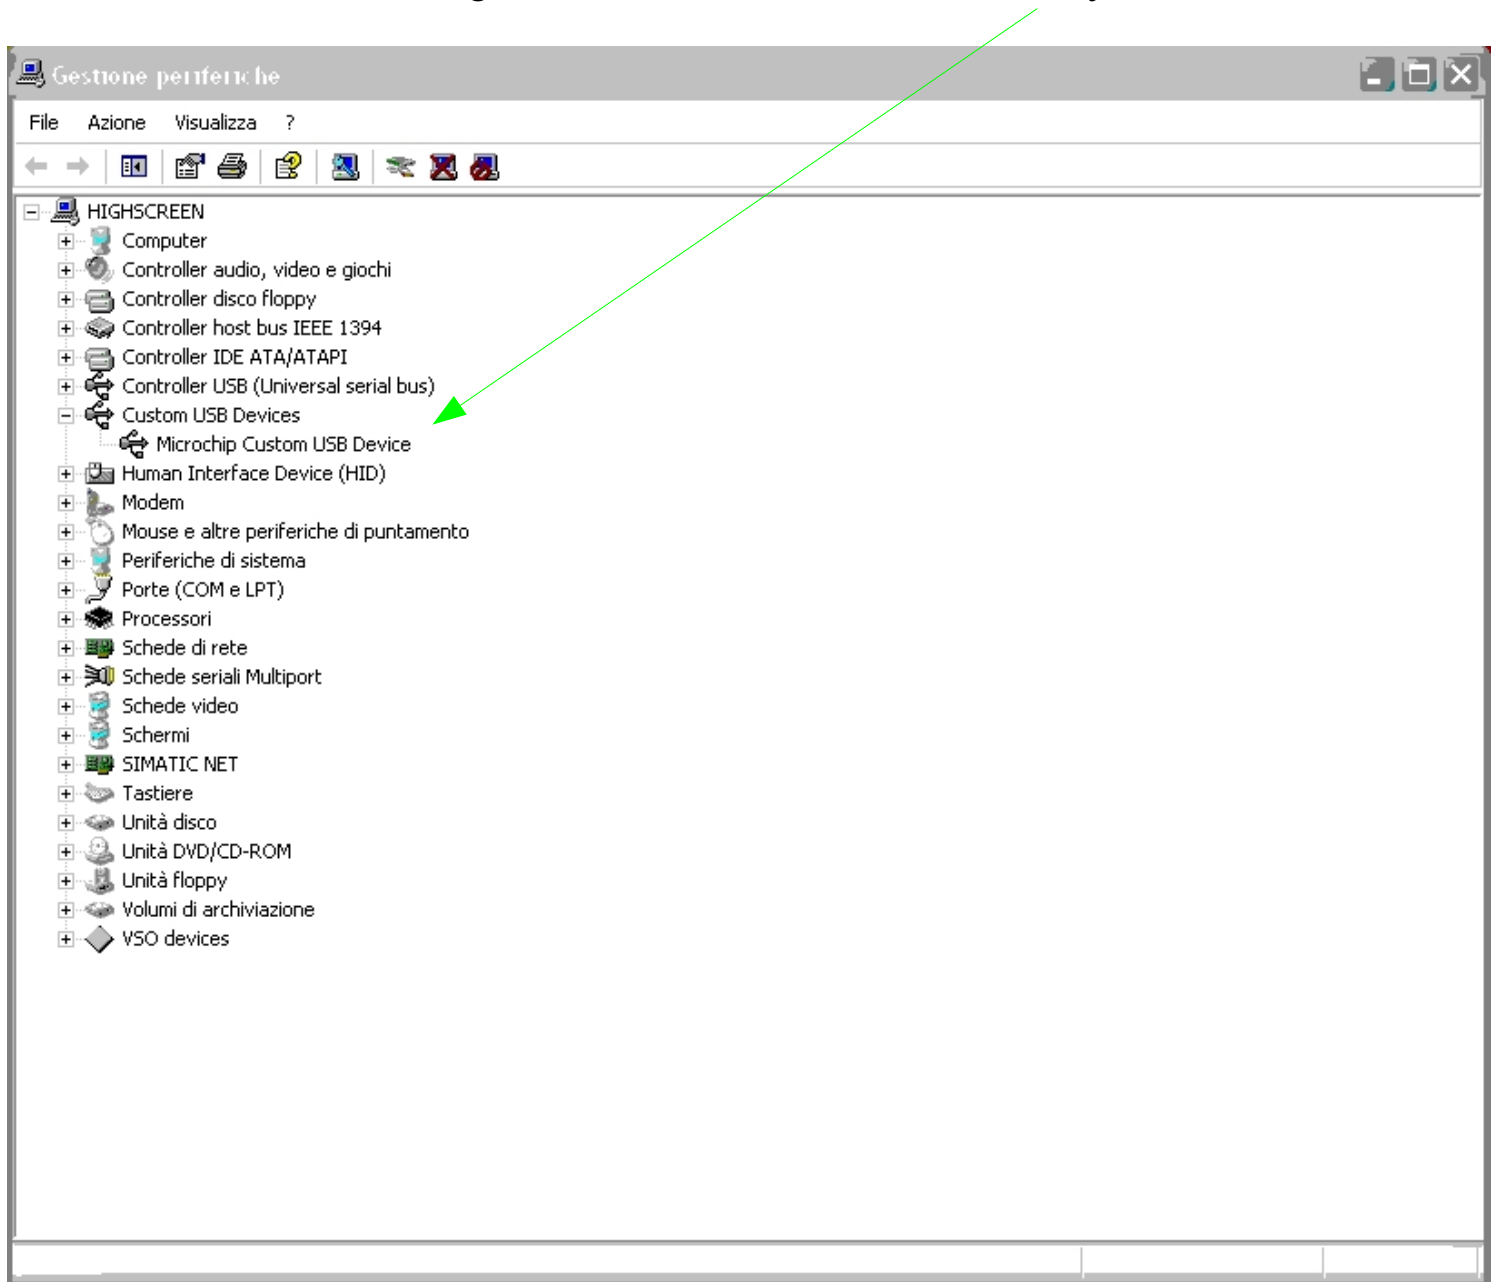 Gestione periferiche
File Azione Visualizza ?
HIGHSCREEN
Computer
Controller audio, video e giochi
Controller disco floppy
Controller host bus IEEE 1394
Controller IDE ATA/ATAPI
Controller USB (Universal serial bus)
Custom USB Devices
Microchip Custom USB Device
Human Interface Device (HID)
Modem
Mouse e altre periferiche di puntamento
Periferiche di sistema
Porte (COM e LPT)
Processori
Schede di rete
Schede seriali Multiport
Schede video
Schermi
SIMATIC NET
Tastiere
Unità disco
Unità DVD/CD-ROM
Unità floppy
Volumi di archiviazione
VSO devices